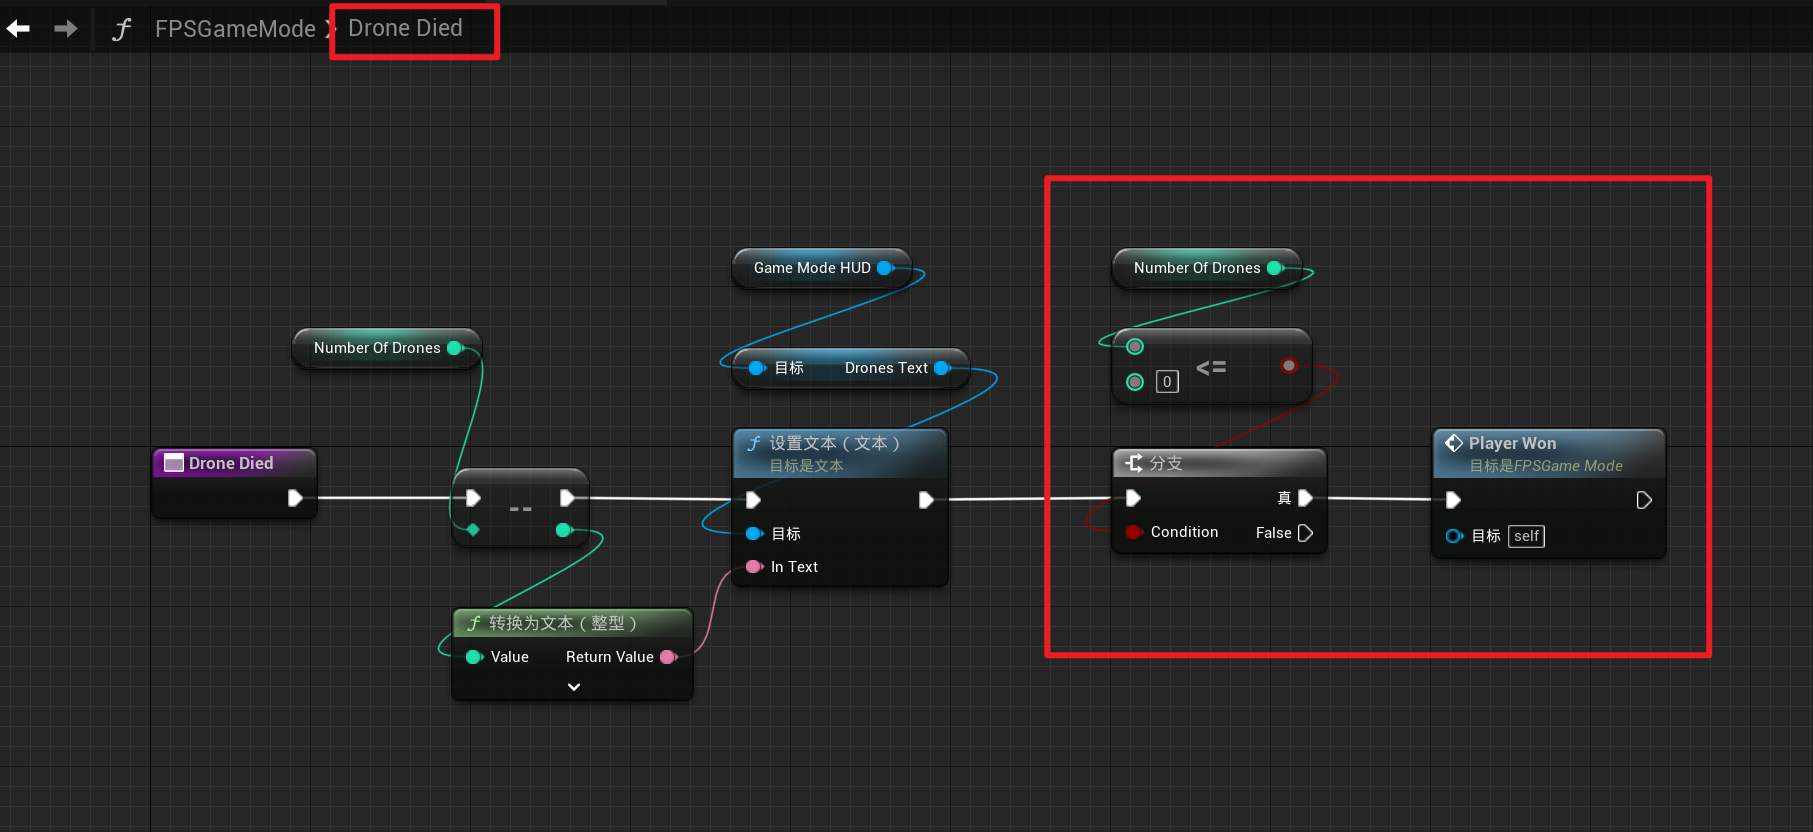 FPSGameMode
Drone Died
Game Mode HUD
Number Of Drones
Number Of Drones
目标
Drones Text
<=
0
Drone Died
--
设置文本（文本）
目标是文本
目标
In Text
分支
真
Condition
False
Player Won
目标是FPSGame Mode
目标
self
转换为文本（整型）
Value
Return Value